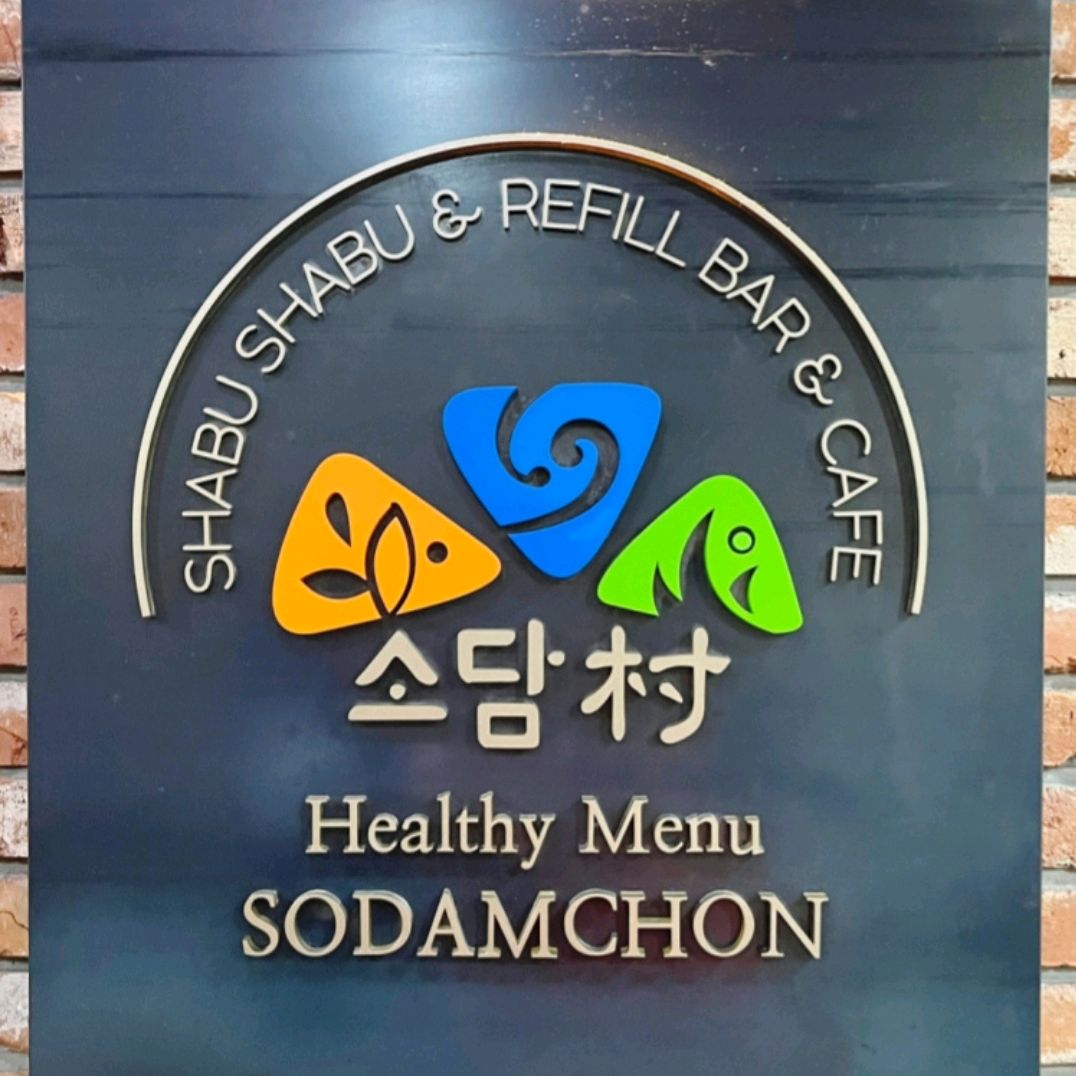 SHABU SHABU & REFILL BAR & CAFE
소담村
Healthy Menu
SODAMCHON